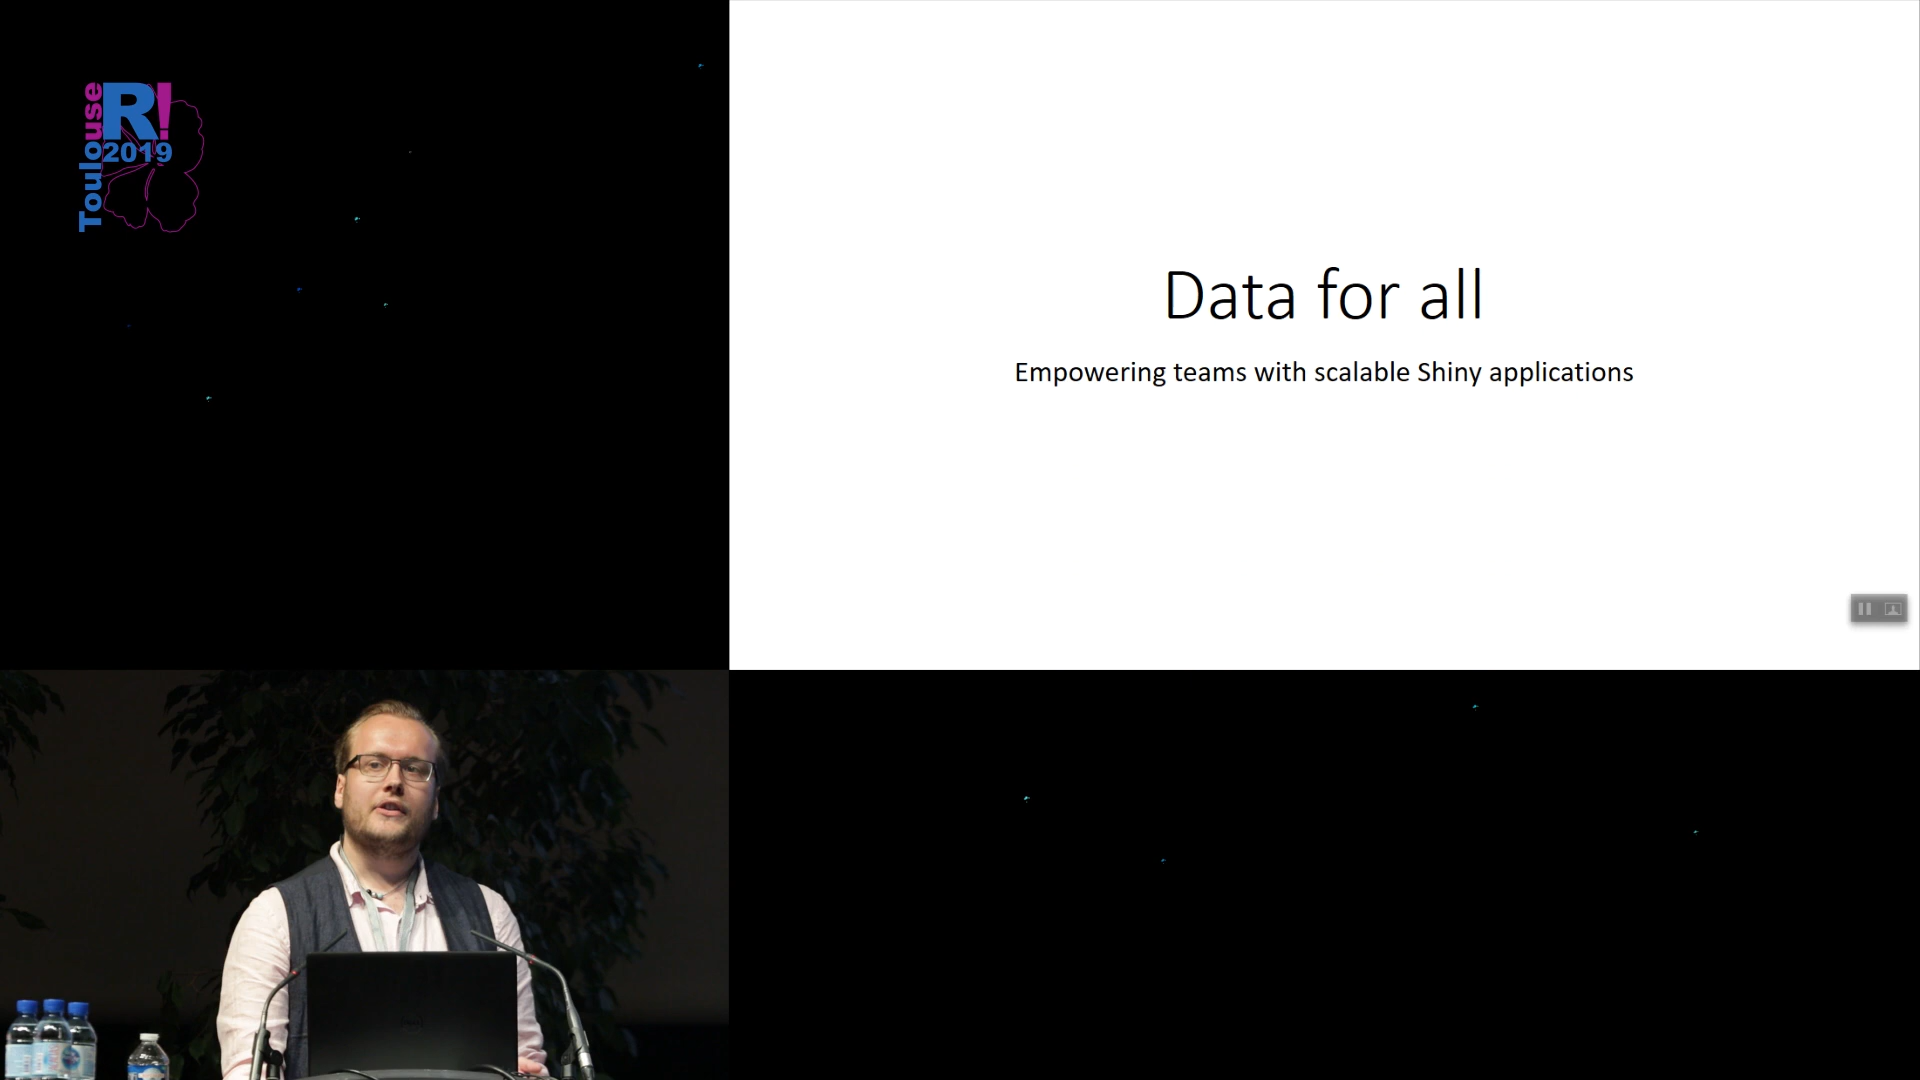 Toulouse
R!
2019
Data for all
Empowering teams with scalable Shiny applications